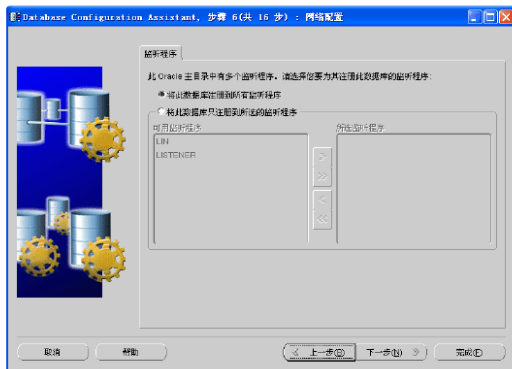 Database Configuration Assistant, 步骤 6(共 16 步) : 网络配置
监听程序
此 Oracle 主目录中有多个监听程序。请选择您要为其注册此数据库的监听程序:
将此数据库注册到所有监听程序
将此数据库只注册到所选的监听程序
可用监听程序
所选监听程序
LIN
LISTENER
>
>>
<
<<
取消
帮助
上一步(B)
下一步(N)
完成(F)